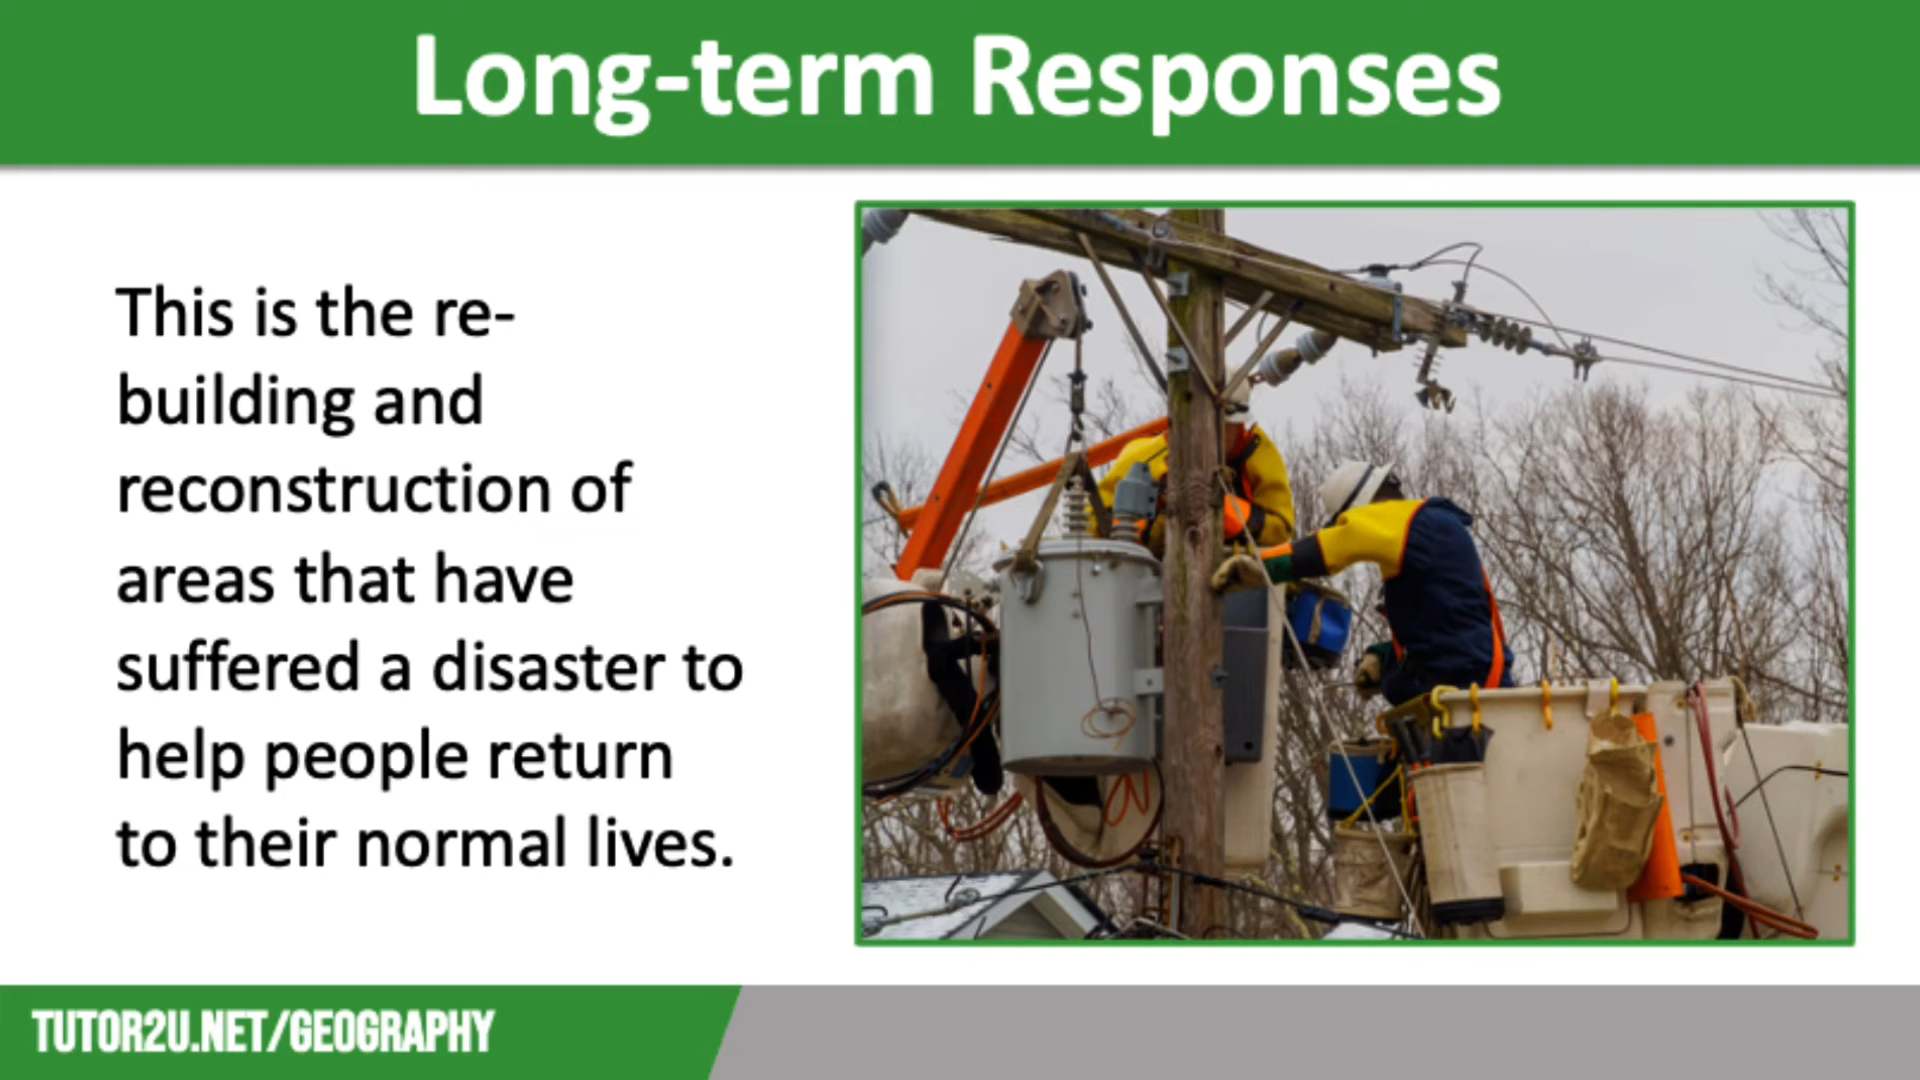 Long-term Responses
This is the re-
building and
reconstruction of
areas that have
suffered a disaster to
help people return
to their normal lives.
TUTOR2U.NET/GEOGRAPHY